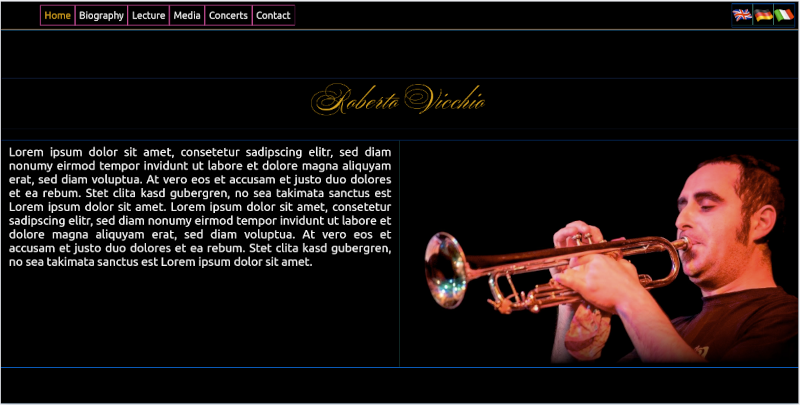 Home Biography Lecture Media Concerts Contact
Roberto Vicchio
Lorem ipsum dolor sit amet, consetetur sadipscing elitr, sed diam
nonumy eirmod tempor invidunt ut labore et dolore magna aliquyam
erat, sed diam voluptua. At vero eos et accusam et justo duo dolores
et ea rebum. Stet clita kasd gubergren, no sea takimata sanctus est
Lorem ipsum dolor sit amet. Lorem ipsum dolor sit amet, consetetur
sadipscing elitr, sed diam nonumy eirmod tempor invidunt ut labore et
dolore magna aliquyam erat, sed diam voluptua. At vero eos et
accusam et justo duo dolores et ea rebum. Stet clita kasd gubergren,
no sea takimata sanctus est Lorem ipsum dolor sit amet.